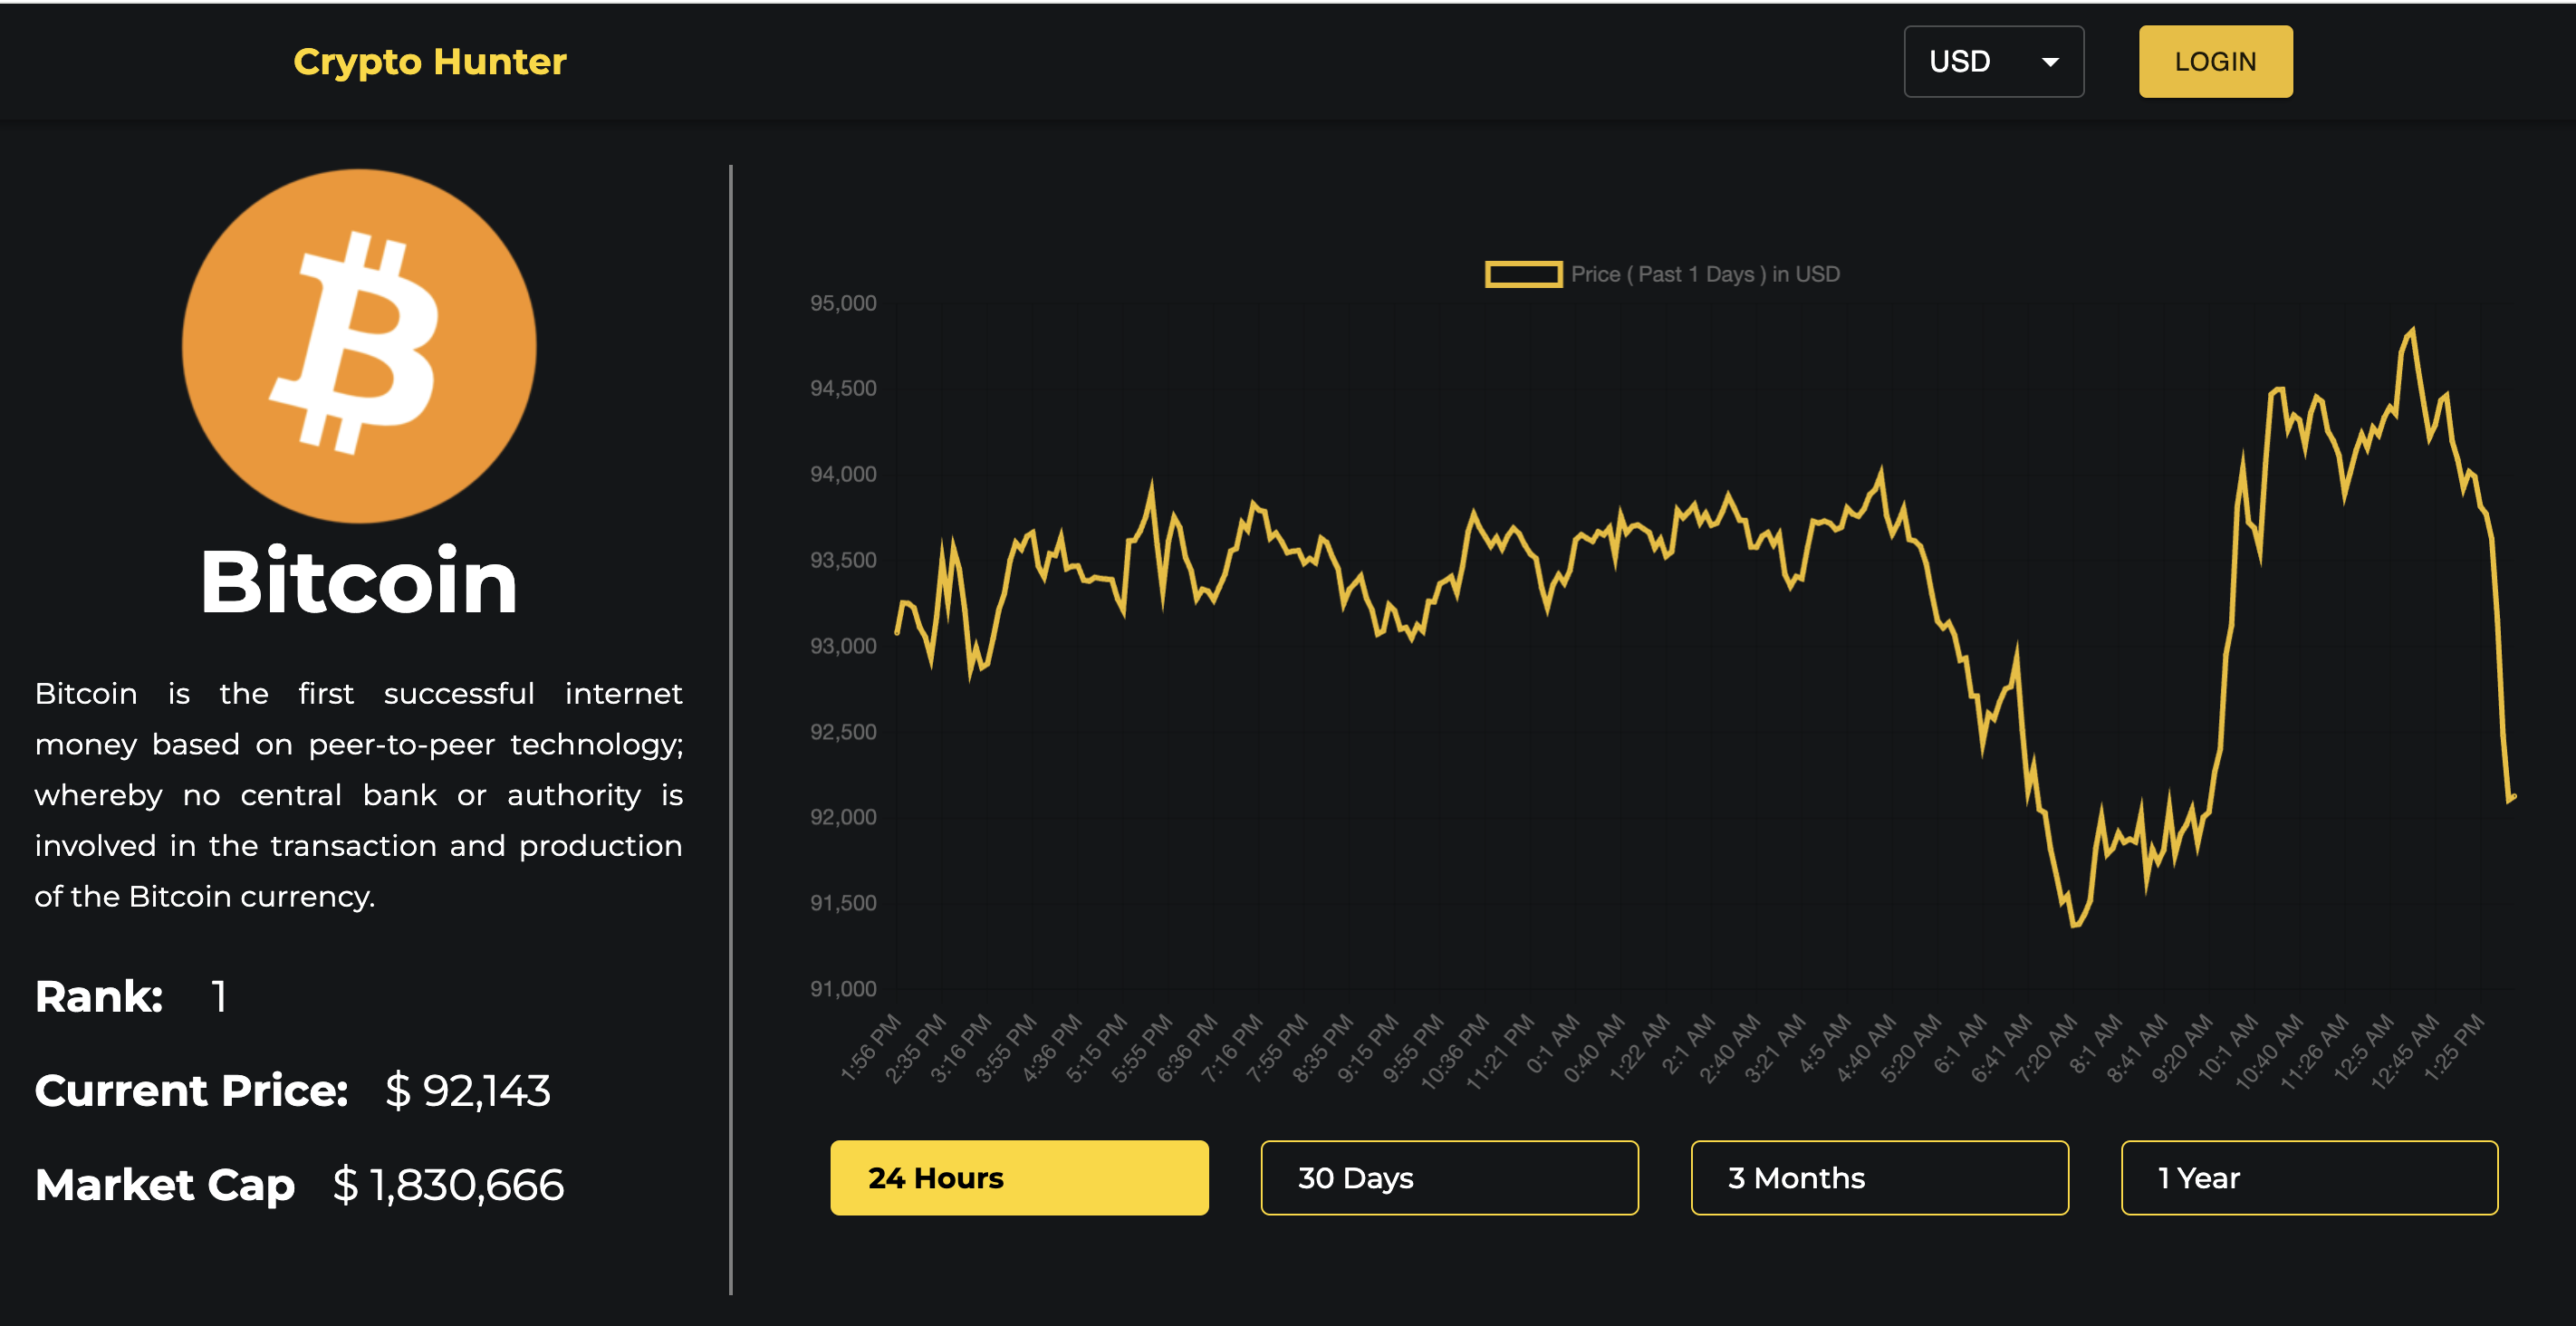 Crypto Hunter
USD
LOGIN
Bitcoin
Bitcoin is the first successful internet
money based on peer-to-peer technology;
whereby no central bank or authority is
involved in the transaction and production
of the Bitcoin currency.
Rank: 1
Current Price: $ 92,143
Market Cap $ 1,830,666
Price ( Past 1 Days ) in USD
95,000
94,500
94,000
93,500
93,000
92,500
92,000
91,500
91,000
1:56 PM
2:35 PM
3:16 PM
3:55 PM
4:36 PM
5:15 PM
5:55 PM
6:36 PM
7:16 PM
7:55 PM
8:35 PM
9:15 PM
9:55 PM
10:36 PM
11:21 PM
0:1 AM
0:40 AM
1:22 AM
2:1 AM
2:40 AM
3:21 AM
4:5 AM
4:40 AM
5:20 AM
6:1 AM
6:41 AM
7:20 AM
8:1 AM
8:41 AM
9:20 AM
10:1 AM
10:40 AM
11:26 AM
12:5 AM
12:45 AM
1:25 PM
24 Hours
30 Days
3 Months
1 Year